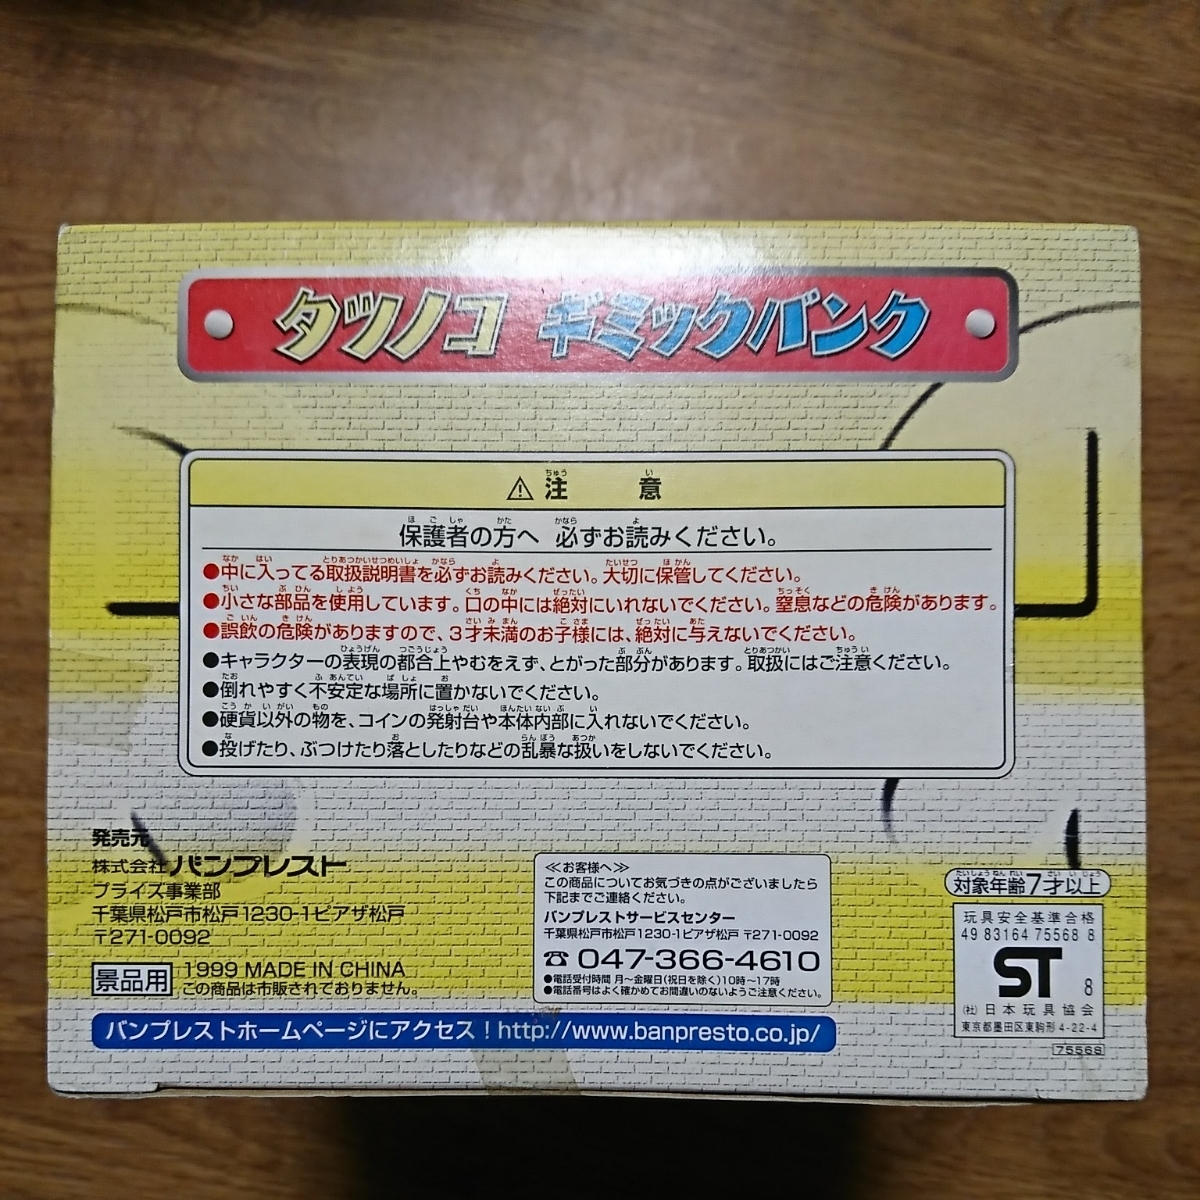 タツノコ ギミックバンク
⚠ 注意
保護者の方へ 必ずお読みください。
●中に入ってる取扱説明書を必ずお読みください。大切に保管してください。
●小さな部品を使用しています。口の中には絶対にいれないでください。窒息などの危険があります。
●誤飲の危険がありますので、3才未満のお子様には、絶対に与えないでください。
●キャラクターの表現の都合上やむをえず、とがった部分があります。取扱にはご注意ください。
●倒れやすく不安定な場所に置かないでください。
●硬貨以外の物を、コインの発射台や本体内部に入れないでください。
●投げたり、ぶつけたり落としたりなどの乱暴な扱いをしないでください。
発売元
株式会社 バンプレスト
プライズ事業部
千葉県松戸市松戸1230-1ピアザ松戸
〒271-0092
景品用 1999 MADE IN CHINA
この商品は市販されておりません。
バンプレストホームページにアクセス!http://www.banpresto.co.jp/
≪お客様へ≫
この商品についてお気づきの点がございましたら
下記までご連絡ください。
バンプレストサービスセンター
千葉県松戸市松戸1230-1ピアザ松戸 〒271-0092
☎ 047-366-4610
●電話受付時間 月～金曜日(祝日を除く)10時～17時
●電話番号はよく確かめてお間違いのないようご注意ください。
対象年齢7才以上
玩具安全基準合格
49 83164 75568 8
ST 8
(社)日本玩具協会
東京都墨田区東駒形4-22-4
75568